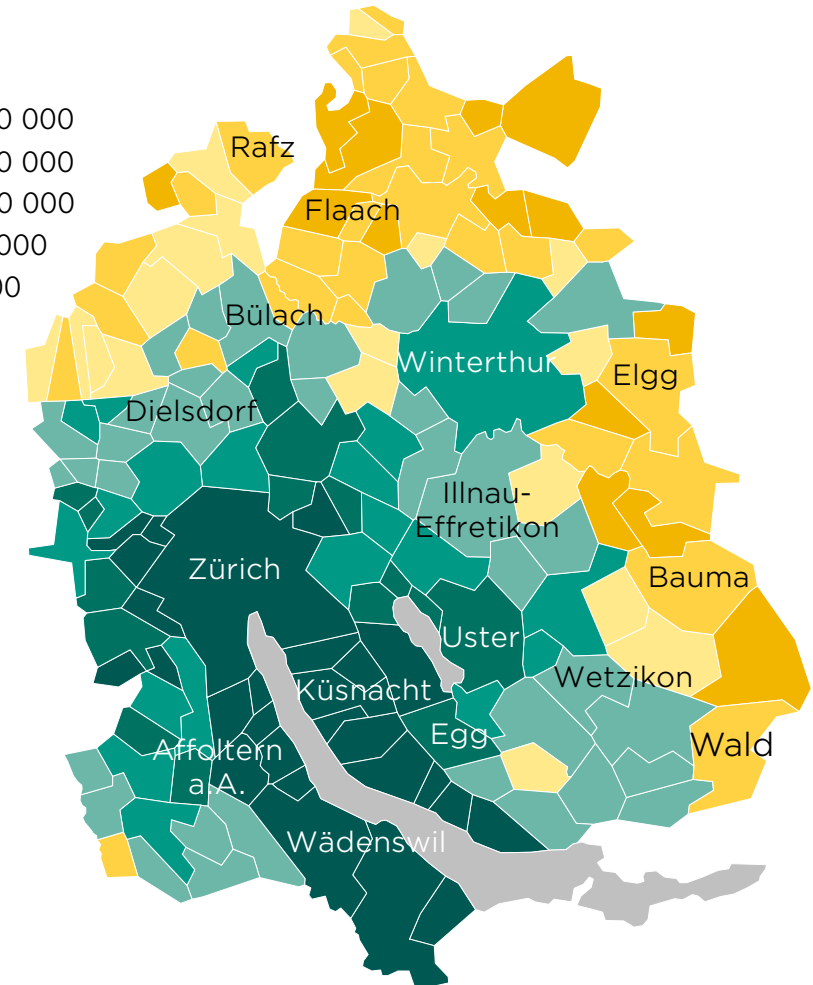 0 000
0 000
0 000
000
00
Rafz
Flaach
Bülach
Winterthur
Elgg
Dielsdorf
Illnau-
Effretikon
Zürich
Bauma
Uster
Wetzikon
Küsnacht
Egg
Wald
Affoltern
a.A.
Wädenswil